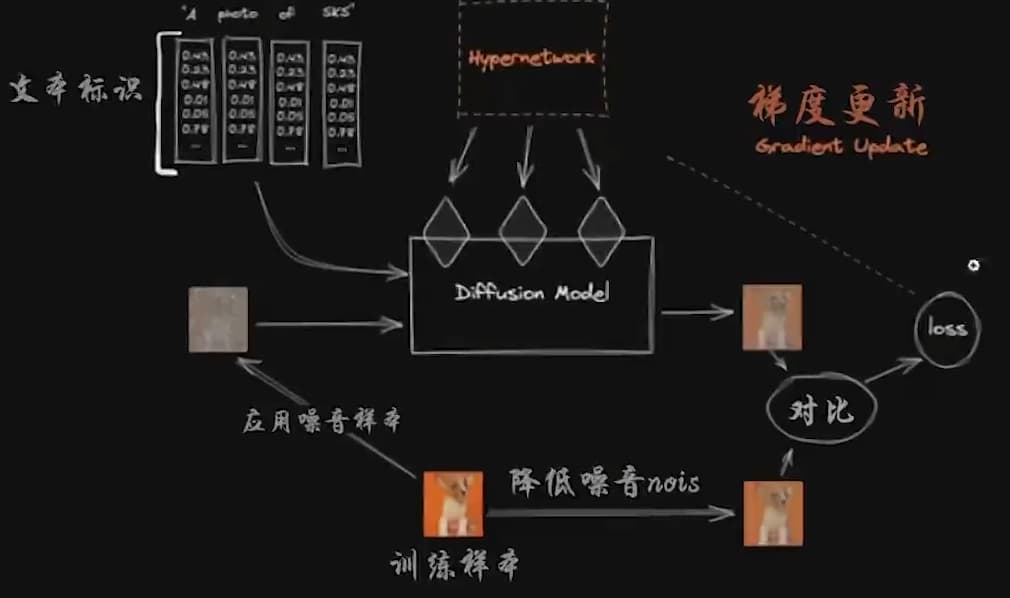 "A photo of SKS"
0.43 0.43 0.43 0.43
0.23 0.23 0.23 0.23
0.48 0.48 0.48 0.48
0.01 0.01 0.01 0.01
0.05 0.05 0.05 0.05
0.78 0.78 0.78 0.78
... ... ... ...
文本标识
Hypernetwork
梯度更新
Gradient Update
Diffusion Model
loss
对比
应用噪音样本
降低噪音nois
训练样本